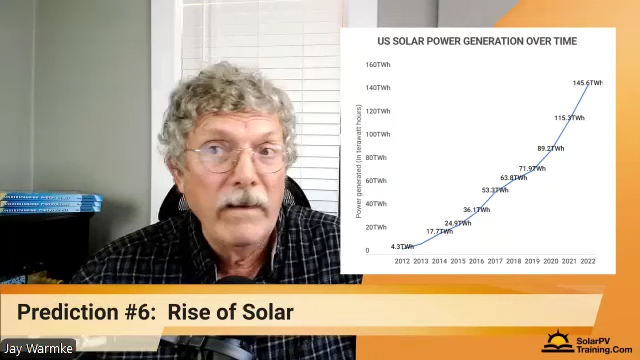 US SOLAR POWER GENERATION OVER TIME
Power generated (in terawatt hours)
160TWh
140TWh
120TWh
100TWh
80TWh
60TWh
40TWh
20TWh
0
4.3TWh
17.7TWh
24.9TWh
36.1TWh
53.3TWh
63.8TWh
71.9TWh
89.2TWh
115.3TWh
145.6TWh
2012 2013 2014 2015 2016 2017 2018 2019 2020 2021 2022
Prediction #6: Rise of Solar
Jay Warmke
SolarPV
Training.Com